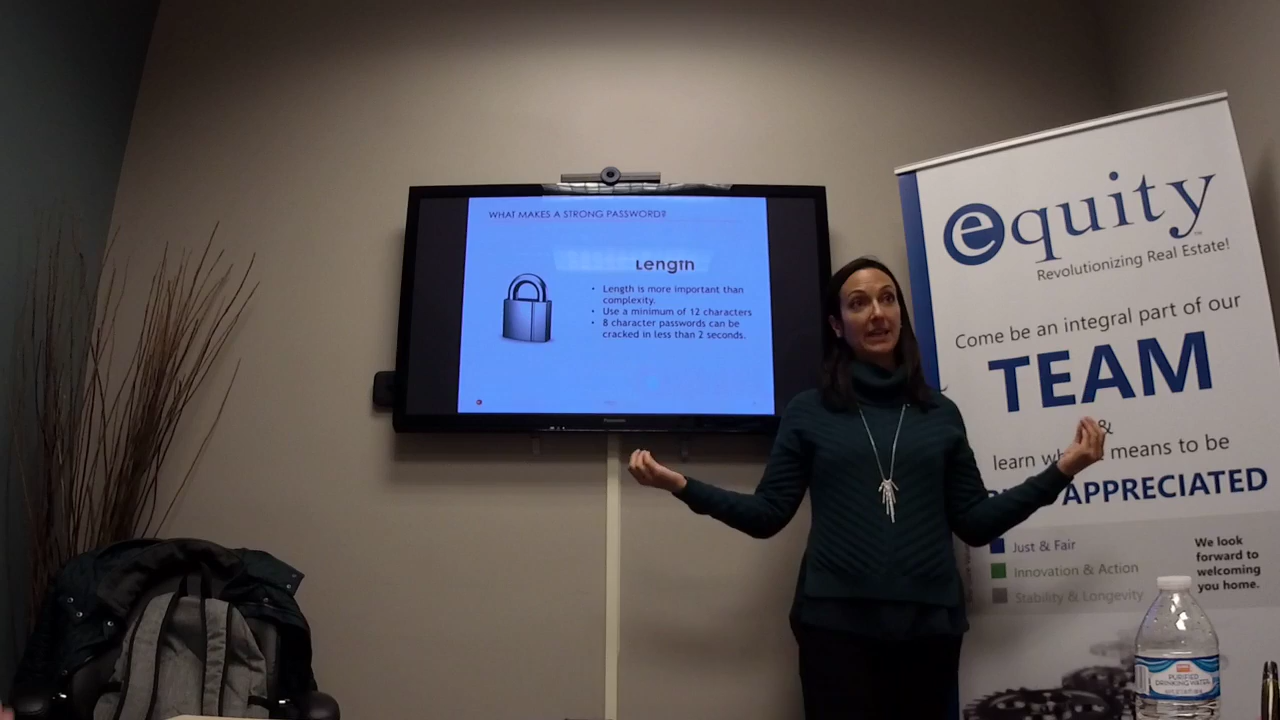 WHAT MAKES A STRONG PASSWORD?
Length
• Length is more important than
complexity.
• Use a minimum of 12 characters
• 8 character passwords can be
cracked in less than 2 seconds.
Panasonic
equity™
Revolutionizing Real Estate!
Come be an integral part of our
TEAM
&
learn means to be
APPRECIATED
Just & Fair
Innovation & Action
Stability & Longevity
We look
forward to
welcoming
you home.
PURIFIED
DRINKING WATER